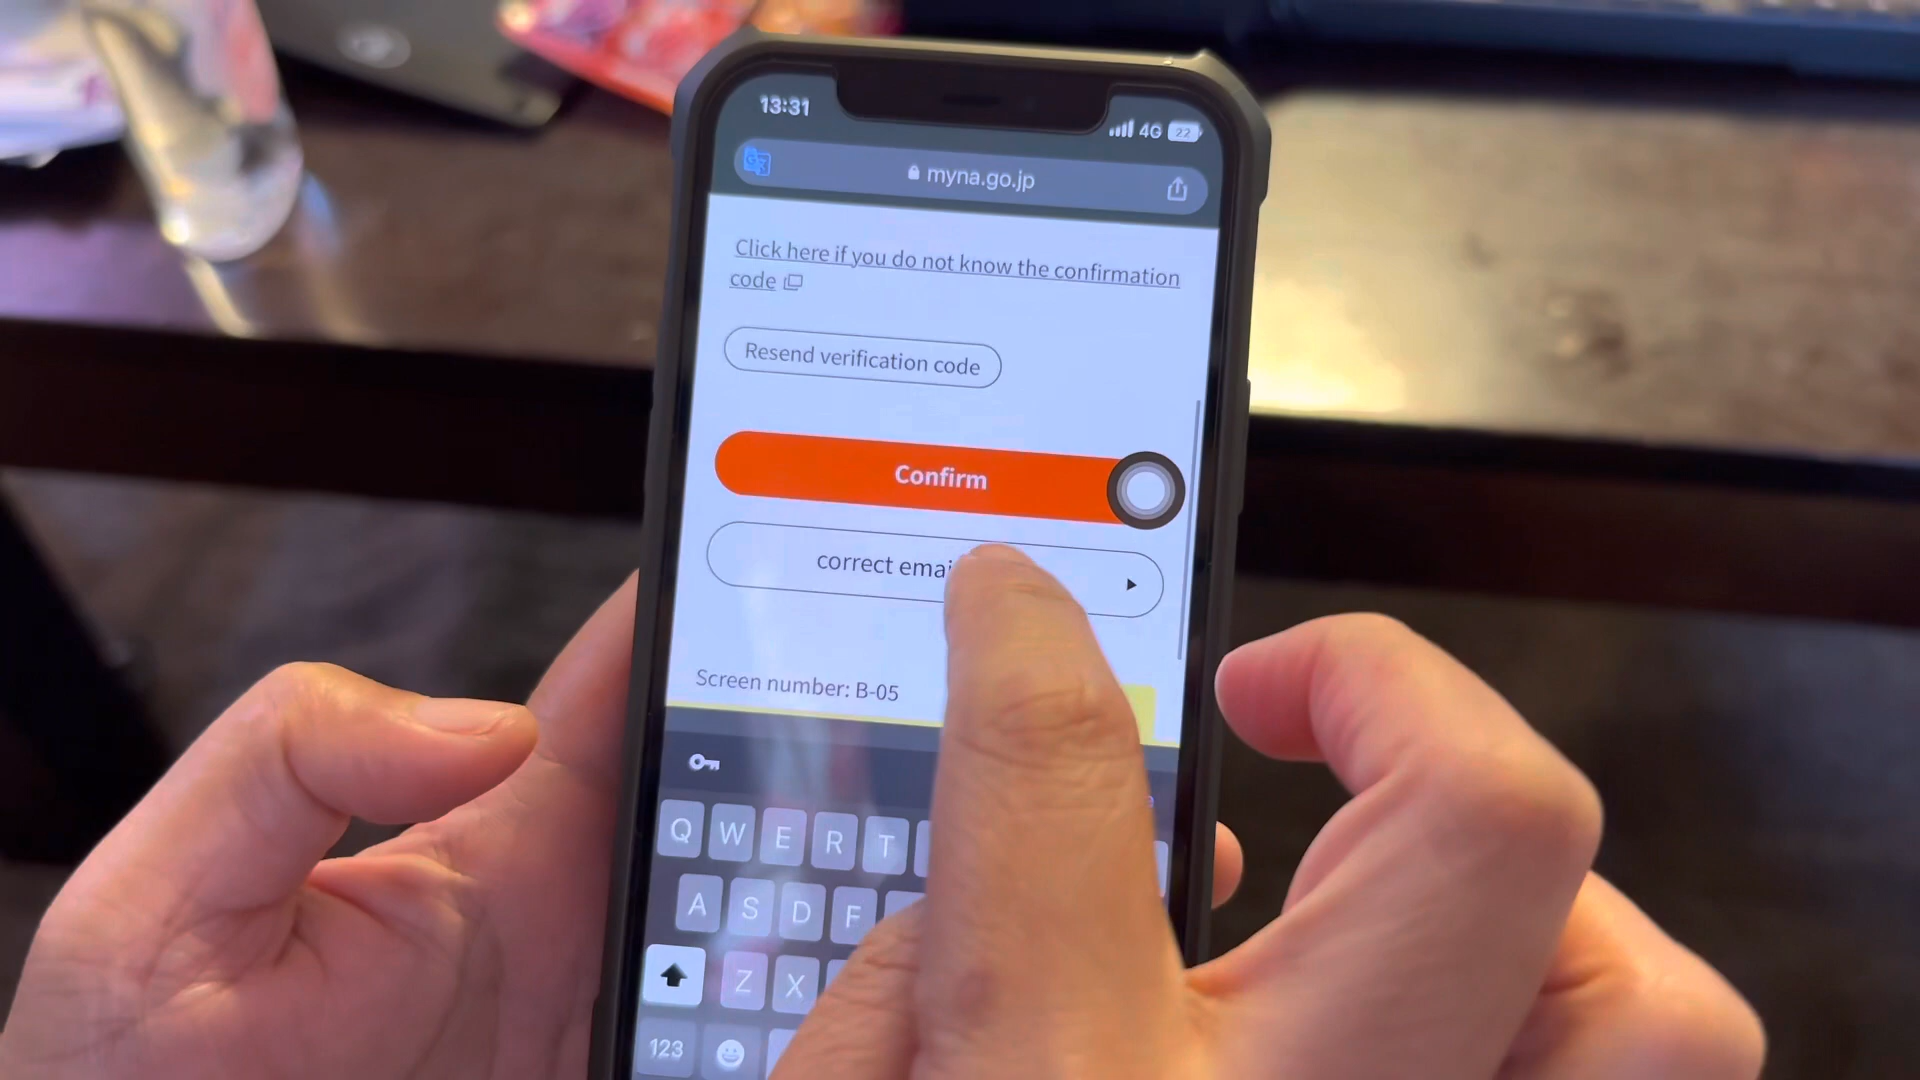 13:31
4G 22
myna.go.jp
Click here if you do not know the confirmation
code
Resend verification code
Confirm
correct emai
Screen number: B-05
Q W E R T
A S D F
Z X
123